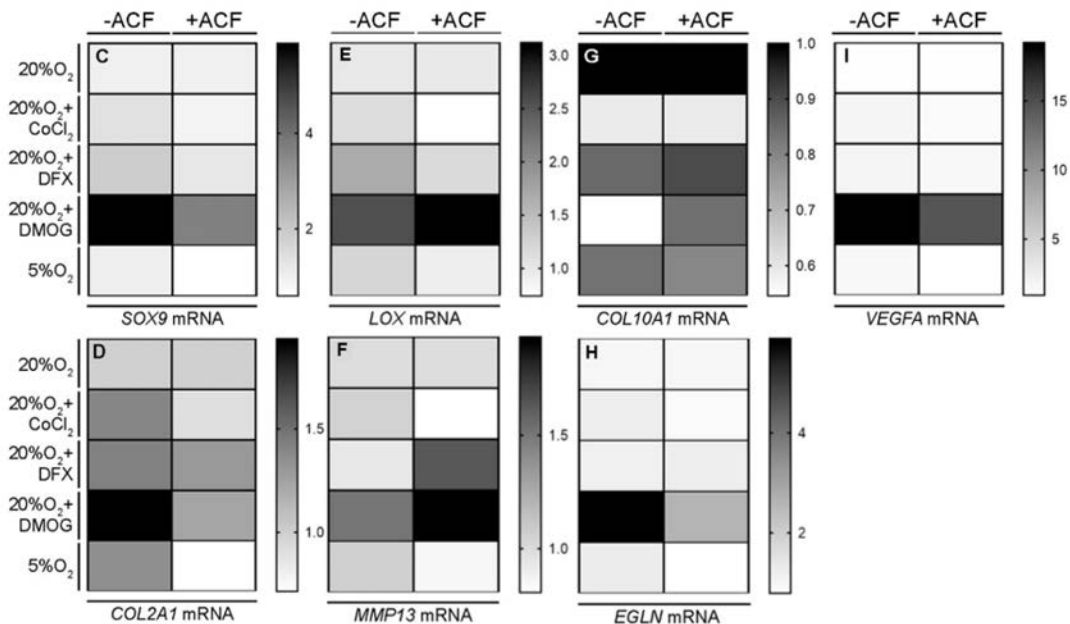 -ACF +ACF -ACF +ACF -ACF +ACF -ACF +ACF
C E G I
20%O₂
20%O₂+
CoCl₂
20%O₂+
DFX
20%O₂+
DMOG
5%O₂
4
2
3.0
2.5
2.0
1.5
1.0
1.0
0.9
0.8
0.7
0.6
15
10
5
SOX9 mRNA LOX mRNA COL10A1 mRNA VEGFA mRNA
D F H
20%O₂
20%O₂+
CoCl₂
20%O₂+
DFX
20%O₂+
DMOG
5%O₂
1.5
1.0
1.5
1.0
4
2
COL2A1 mRNA MMP13 mRNA EGLN mRNA